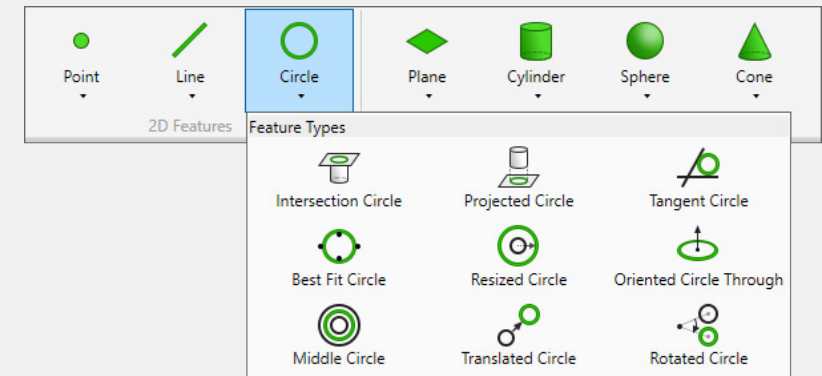 Point Line Circle Plane Cylinder Sphere Cone
2D Features
Feature Types
Intersection Circle Projected Circle Tangent Circle
Best Fit Circle Resized Circle Oriented Circle Through
Middle Circle Translated Circle Rotated Circle